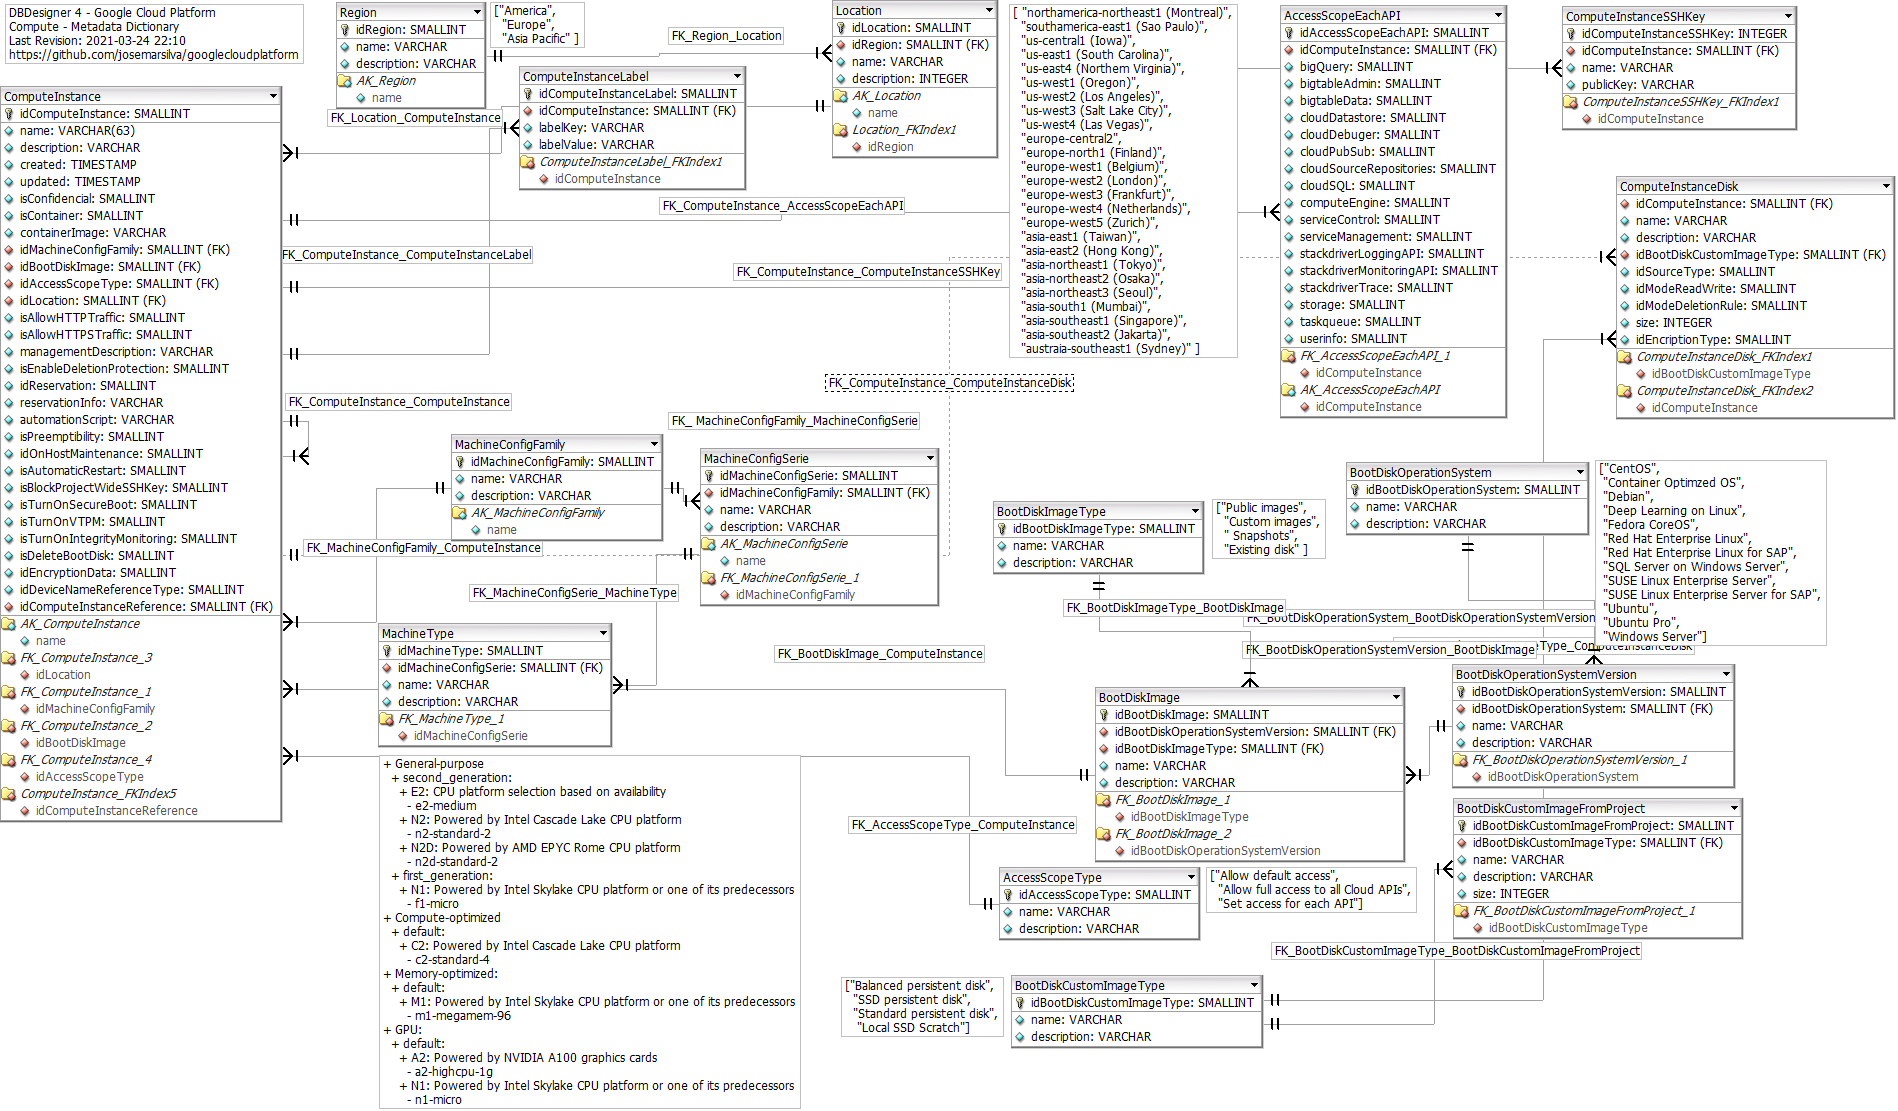 DBDesigner 4 - Google Cloud Platform
Compute - Metadata Dictionary
Last Revision: 2021-03-24 22:10
https://github.com/josemarsilva/googlecloudplatform
Region
idRegion: SMALLINT
name: VARCHAR
description: VARCHAR
AK_Region
name
["America",
"Europe",
"Asia Pacific" ]
FK_Region_Location
Location
idLocation: SMALLINT
idRegion: SMALLINT (FK)
name: VARCHAR
description: INTEGER
AK_Location
name
Location_FKIndex1
idRegion
[ "northamerica-northeast1 (Montreal)",
"southamerica-east1 (Sao Paulo)",
"us-central1 (Iowa)",
"us-east1 (South Carolina)",
"us-east4 (Northern Virginia)",
"us-west1 (Oregon)",
"us-west2 (Los Angeles)",
"us-west3 (Salt Lake City)",
"us-west4 (Las Vegas)",
"europe-central2",
"europe-north1 (Finland)",
"europe-west1 (Belgium)",
"europe-west2 (London)",
"europe-west3 (Frankfurt)",
"europe-west4 (Netherlands)",
"europe-west5 (Zurich)",
"asia-east1 (Taiwan)",
"asia-east2 (Hong Kong)",
"asia-northeast1 (Tokyo)",
"asia-northeast2 (Osaka)",
"asia-northeast3 (Seoul)",
"asia-south1 (Mumbai)",
"asia-southeast1 (Singapore)",
"asia-southeast2 (Jakarta)",
"austraia-southeast1 (Sydney)" ]
AccessScopeEachAPI
idAccessScopeEachAPI: SMALLINT
idComputeInstance: SMALLINT (FK)
bigQuery: SMALLINT
bigtableAdmin: SMALLINT
bigtableData: SMALLINT
cloudDatastore: SMALLINT
cloudDebuger: SMALLINT
cloudPubSub: SMALLINT
cloudSourceRepositories: SMALLINT
cloudSQL: SMALLINT
computeEngine: SMALLINT
serviceControl: SMALLINT
serviceManagement: SMALLINT
stackdriverLoggingAPI: SMALLINT
stackdriverMonitoringAPI: SMALLINT
stackdriverTrace: SMALLINT
storage: SMALLINT
taskqueue: SMALLINT
userinfo: SMALLINT
FK_AccessScopeEachAPI_1
idComputeInstance
AK_AccessScopeEachAPI
idComputeInstance
ComputeInstanceSSHKey
idComputeInstanceSSHKey: INTEGER
idComputeInstance: SMALLINT (FK)
name: VARCHAR
publicKey: VARCHAR
ComputeInstanceSSHKey_FKIndex1
idComputeInstance
ComputeInstanceDisk
idComputeInstance: SMALLINT (FK)
name: VARCHAR
description: VARCHAR
idBootDiskCustomImageType: SMALLINT (FK)
idSourceType: SMALLINT
idModeReadWrite: SMALLINT
idModeDeletionRule: SMALLINT
size: INTEGER
idEncriptionType: SMALLINT
ComputeInstanceDisk_FKIndex1
idBootDiskCustomImageType
ComputeInstanceDisk_FKIndex2
idComputeInstance
ComputeInstanceLabel
idComputeInstanceLabel: SMALLINT
idComputeInstance: SMALLINT (FK)
labelKey: VARCHAR
labelValue: VARCHAR
ComputeInstanceLabel_FKIndex1
idComputeInstance
FK_Location_ComputeInstance
FK_ComputeInstance_AccessScopeEachAPI
FK_ComputeInstance_ComputeInstanceLabel
FK_ComputeInstance_ComputeInstanceSSHKey
FK_ComputeInstance_ComputeInstanceDisk
FK_ComputeInstance_ComputeInstance
ComputeInstance
idComputeInstance: SMALLINT
name: VARCHAR(63)
description: VARCHAR
created: TIMESTAMP
updated: TIMESTAMP
isConfidencial: SMALLINT
isContainer: SMALLINT
containerImage: VARCHAR
idMachineConfigFamily: SMALLINT (FK)
idBootDiskImage: SMALLINT (FK)
idAccessScopeType: SMALLINT (FK)
idLocation: SMALLINT (FK)
isAllowHTTPTraffic: SMALLINT
isAllowHTTPSTraffic: SMALLINT
managementDescription: VARCHAR
isEnableDeletionProtection: SMALLINT
idReservation: SMALLINT
reservationInfo: VARCHAR
automationScript: VARCHAR
isPreemptibility: SMALLINT
idOnHostMaintenance: SMALLINT
isAutomaticRestart: SMALLINT
isBlockProjectWideSSHKey: SMALLINT
isTurnOnSecureBoot: SMALLINT
isTurnOnVTPM: SMALLINT
isTurnOnIntegrityMonitoring: SMALLINT
isDeleteBootDisk: SMALLINT
idEncryptionData: SMALLINT
idDeviceNameReferenceType: SMALLINT
idComputeInstanceReference: SMALLINT (FK)
AK_ComputeInstance
name
FK_ComputeInstance_3
idLocation
FK_ComputeInstance_1
idMachineConfigFamily
FK_ComputeInstance_2
idBootDiskImage
FK_ComputeInstance_4
idAccessScopeType
ComputeInstance_FKIndex5
idComputeInstanceReference
MachineConfigFamily
idMachineConfigFamily: SMALLINT
name: VARCHAR
description: VARCHAR
AK_MachineConfigFamily
name
FK_ MachineConfigFamily_MachineConfigSerie
MachineConfigSerie
idMachineConfigSerie: SMALLINT
idMachineConfigFamily: SMALLINT (FK)
name: VARCHAR
description: VARCHAR
AK_MachineConfigSerie
name
FK_MachineConfigSerie_1
idMachineConfigFamily
FK_MachineConfigFamily_ComputeInstance
FK_MachineConfigSerie_MachineType
MachineType
idMachineType: SMALLINT
idMachineConfigSerie: SMALLINT (FK)
name: VARCHAR
description: VARCHAR
FK_MachineType_1
idMachineConfigSerie
+ General-purpose
+ second_generation:
+ E2: CPU platform selection based on availability
- e2-medium
+ N2: Powered by Intel Cascade Lake CPU platform
- n2-standard-2
+ N2D: Powered by AMD EPYC Rome CPU platform
- n2d-standard-2
+ first_generation:
+ N1: Powered by Intel Skylake CPU platform or one of its predecessors
- f1-micro
+ Compute-optimized
+ default:
+ C2: Powered by Intel Cascade Lake CPU platform
- c2-standard-4
+ Memory-optimized:
+ default:
+ M1: Powered by Intel Skylake CPU platform or one of its predecessors
- m1-megamem-96
+ GPU:
+ default:
+ A2: Powered by NVIDIA A100 graphics cards
- a2-highcpu-1g
+ N1: Powered by Intel Skylake CPU platform or one of its predecessors
- n1-micro
BootDiskImageType
idBootDiskImageType: SMALLINT
name: VARCHAR
description: VARCHAR
["Public images",
"Custom images",
" Snapshots",
"Existing disk" ]
BootDiskOperationSystem
idBootDiskOperationSystem: SMALLINT
name: VARCHAR
description: VARCHAR
["CentOS",
"Container Optimzed OS",
"Debian",
"Deep Learning on Linux",
"Fedora CoreOS",
"Red Hat Enterprise Linux",
"Red Hat Enterprise Linux for SAP",
"SQL Server on Windows Server",
"SUSE Linux Enterprise Server",
"SUSE Linux Enterprise Server for SAP",
"Ubuntu",
"Ubuntu Pro",
"Windows Server"]
FK_BootDiskImageType_BootDiskImage
FK_BootDiskOperationSystem_BootDiskOperationSystemVersion
FK_BootDiskOperationSystemVersion_BootDiskImage
FK_BootDiskImage_ComputeInstance
BootDiskImage
idBootDiskImage: SMALLINT
idBootDiskOperationSystemVersion: SMALLINT (FK)
idBootDiskImageType: SMALLINT (FK)
name: VARCHAR
description: VARCHAR
FK_BootDiskImage_1
idBootDiskImageType
FK_BootDiskImage_2
idBootDiskOperationSystemVersion
BootDiskOperationSystemVersion
idBootDiskOperationSystemVersion: SMALLINT
idBootDiskOperationSystem: SMALLINT (FK)
name: VARCHAR
description: VARCHAR
FK_BootDiskOperationSystemVersion_1
idBootDiskOperationSystem
BootDiskCustomImageFromProject
idBootDiskCustomImageFromProject: SMALLINT
idBootDiskCustomImageType: SMALLINT (FK)
name: VARCHAR
description: VARCHAR
size: INTEGER
FK_BootDiskCustomImageFromProject_1
idBootDiskCustomImageType
FK_AccessScopeType_ComputeInstance
AccessScopeType
idAccessScopeType: SMALLINT
name: VARCHAR
description: VARCHAR
["Allow default access",
"Allow full access to all Cloud APIs",
"Set access for each API"]
FK_BootDiskCustomImageType_BootDiskCustomImageFromProject
["Balanced persistent disk",
"SSD persistent disk",
"Standard persistent disk",
"Local SSD Scratch"]
BootDiskCustomImageType
idBootDiskCustomImageType: SMALLINT
name: VARCHAR
description: VARCHAR